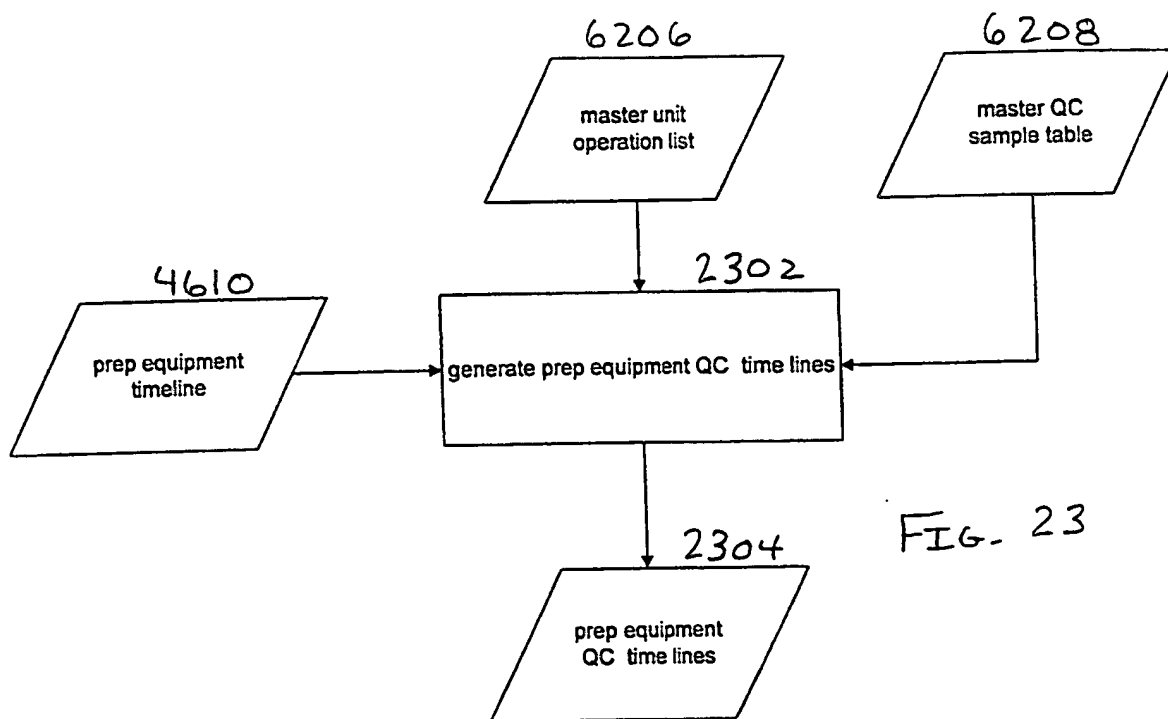 6206
6208
master unit
operation list
master QC
sample table
4610
2302
prep equipment
timeline
generate prep equipment QC time lines
2304
FIG. 23
prep equipment
QC time lines